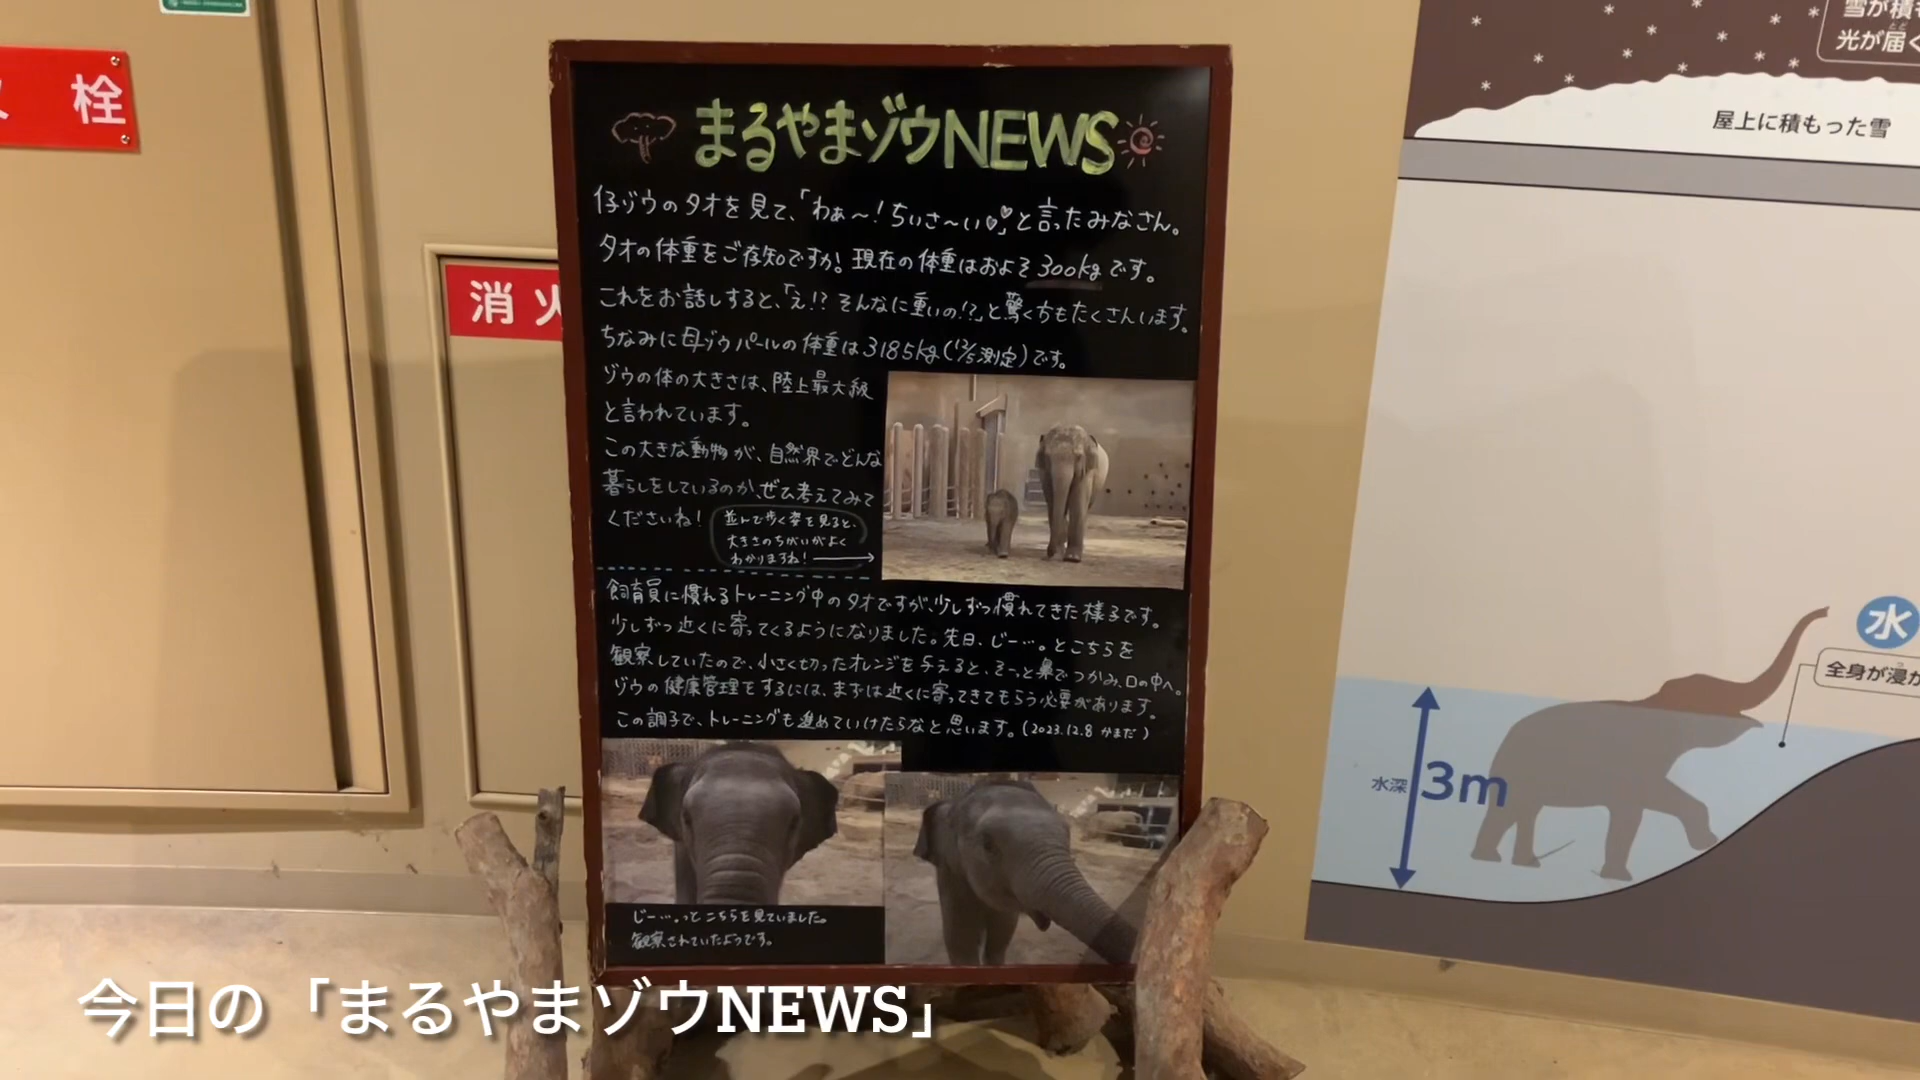 栓
消火
まるやまゾウNEWS
仔ゾウのタオを見て、「わぁ〜!ちぃさ〜い♡♡」と言ったみなさん。
タオの体重をご存知ですか!現在の体重はおよそ300kgです。
これをお話しすると、「え!?そんなに重いの!?」と驚く方もたくさんいます。
ちなみに母ゾウパールの体重は3185kg(12/5測定)です。
ゾウの体の大きさは、陸上最大級
と言われています。
この大きな動物が、自然界でどんな
暮らしをしているのか、ぜひ考えてみて
くださいね!
並んで歩く姿を見ると、
大きさのちがいがよく
わかりますね!
飼育員に慣れるトレーニング中のタオですが、少しずつ慣れてきた様子です。
少しずつ近くに寄ってくるようになりました。先日、じー…。とこちらを
観察していたので、小さく切ったオレンジを与えると、そーっと鼻でつかみ、口の中へ。
ゾウの健康管理をするには、まずは近くに寄ってきてもらう必要があります。
この調子で、トレーニングも進めていけたらなと思います。(2023.12.8 かまだ)
じー…。っとこちらを見ていました。
観察されていたようです。
雪が積も
光が届く
屋上に積もった雪
水
全身が浸か
水深 3m
今日の「まるやまゾウNEWS」